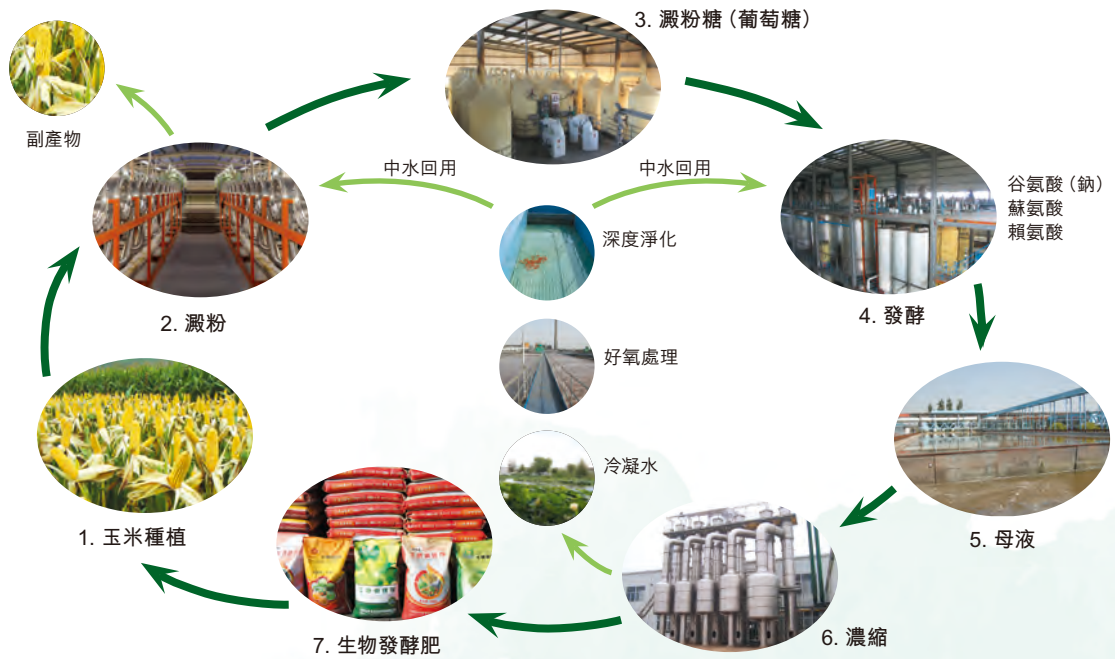 3. 澱粉糖（葡萄糖）
副產物
中水回用
中水回用
谷氨酸（鈉）
蘇氨酸
賴氨酸
深度淨化
2. 澱粉
4. 發酵
好氧處理
冷凝水
1. 玉米種植
5. 母液
6. 濃縮
7. 生物發酵肥